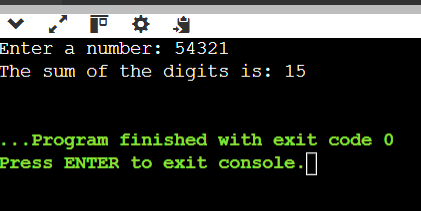 Enter a number: 54321
The sum of the digits is: 15
...Program finished with exit code 0
Press ENTER to exit console.